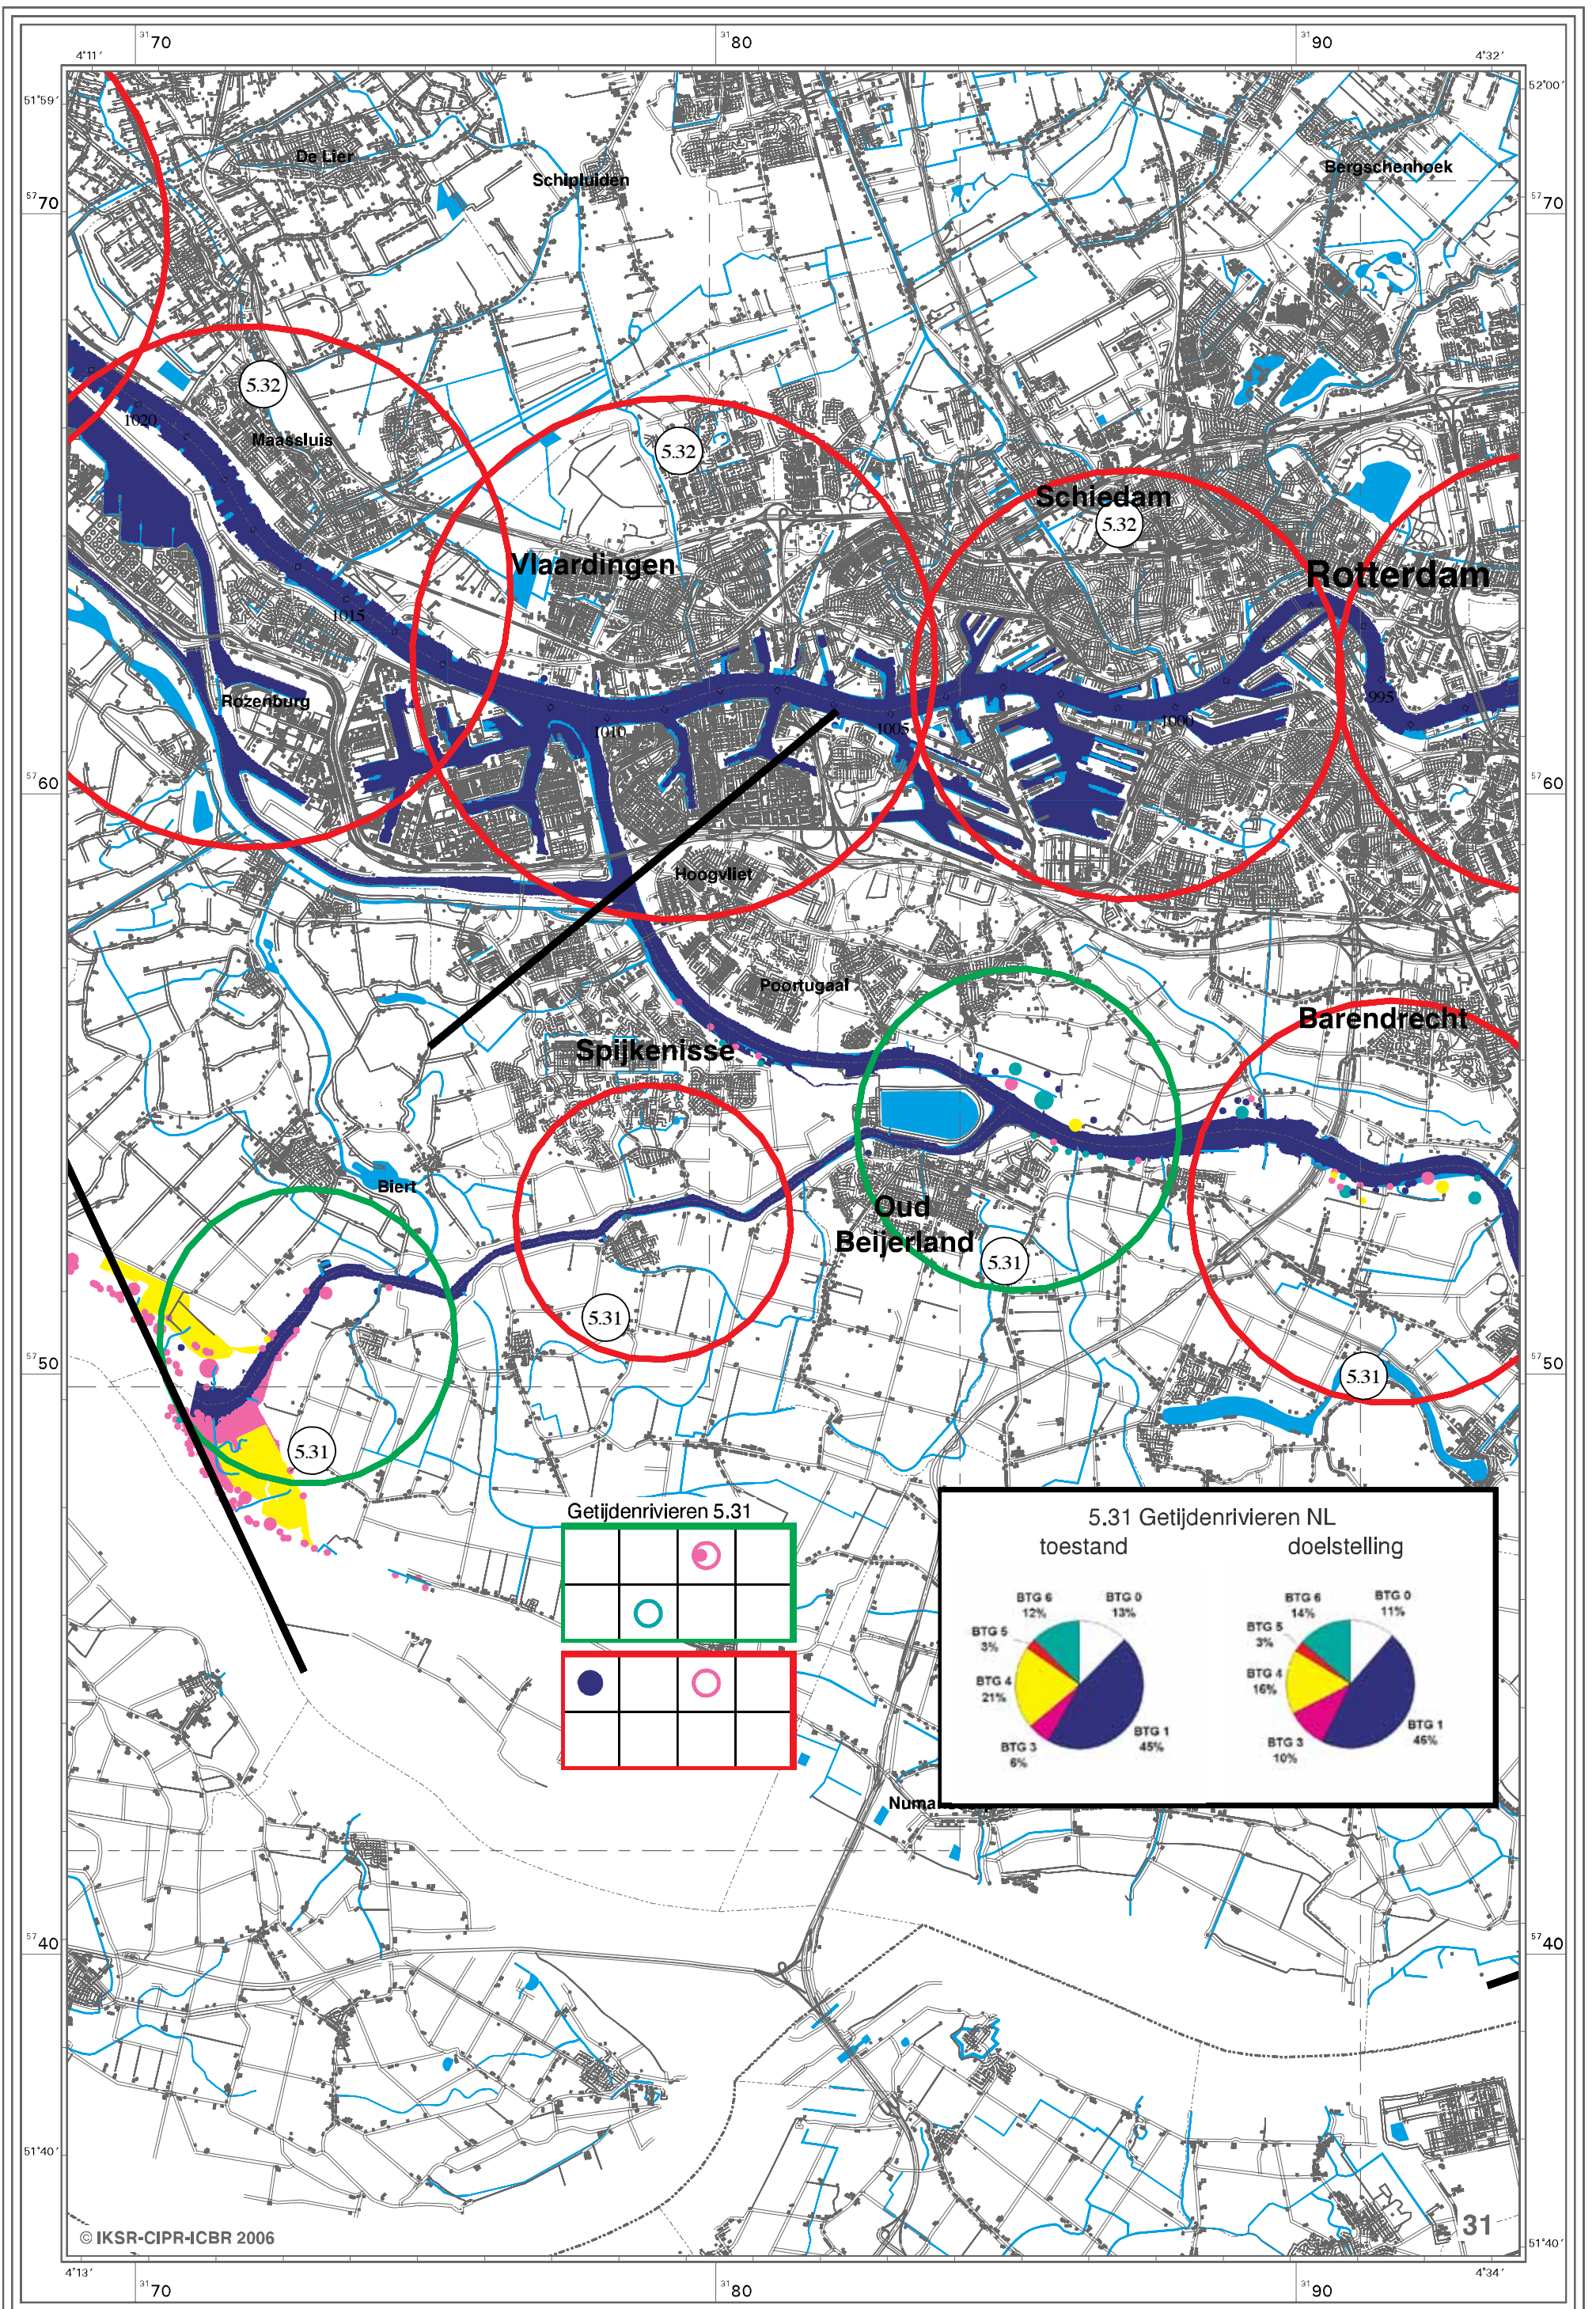 31 70
31 80
31 90
4°11′
4°32′
51°59′
52°00′
De Lier
Schipluiden
Bergschenhoek
57 70
57 70
5.32
1020
Maassluis
5.32
Schiedam
5.32
Vlaardingen
Rotterdam
1015
Rozenburg
995
1010
1005
1000
57 60
57 60
Hoogvliet
Poortugaal
Barendrecht
Spijkenisse
Biert
Oud
Beijerland
5.31
5.31
57 50
57 50
5.31
5.31
Getijdenrivieren 5.31
5.31 Getijdenrivieren NL
toestand
doelstelling
BTG 6
12%
BTG 0
13%
BTG 5
3%
BTG 4
21%
BTG 3
6%
BTG 1
45%
BTG 6
14%
BTG 0
11%
BTG 5
3%
BTG 4
16%
BTG 3
10%
BTG 1
46%
57 40
57 40
51°40′
© IKSR-CIPR-ICBR 2006
31
51°40′
4°13′
4°34′
31 70
31 80
31 90